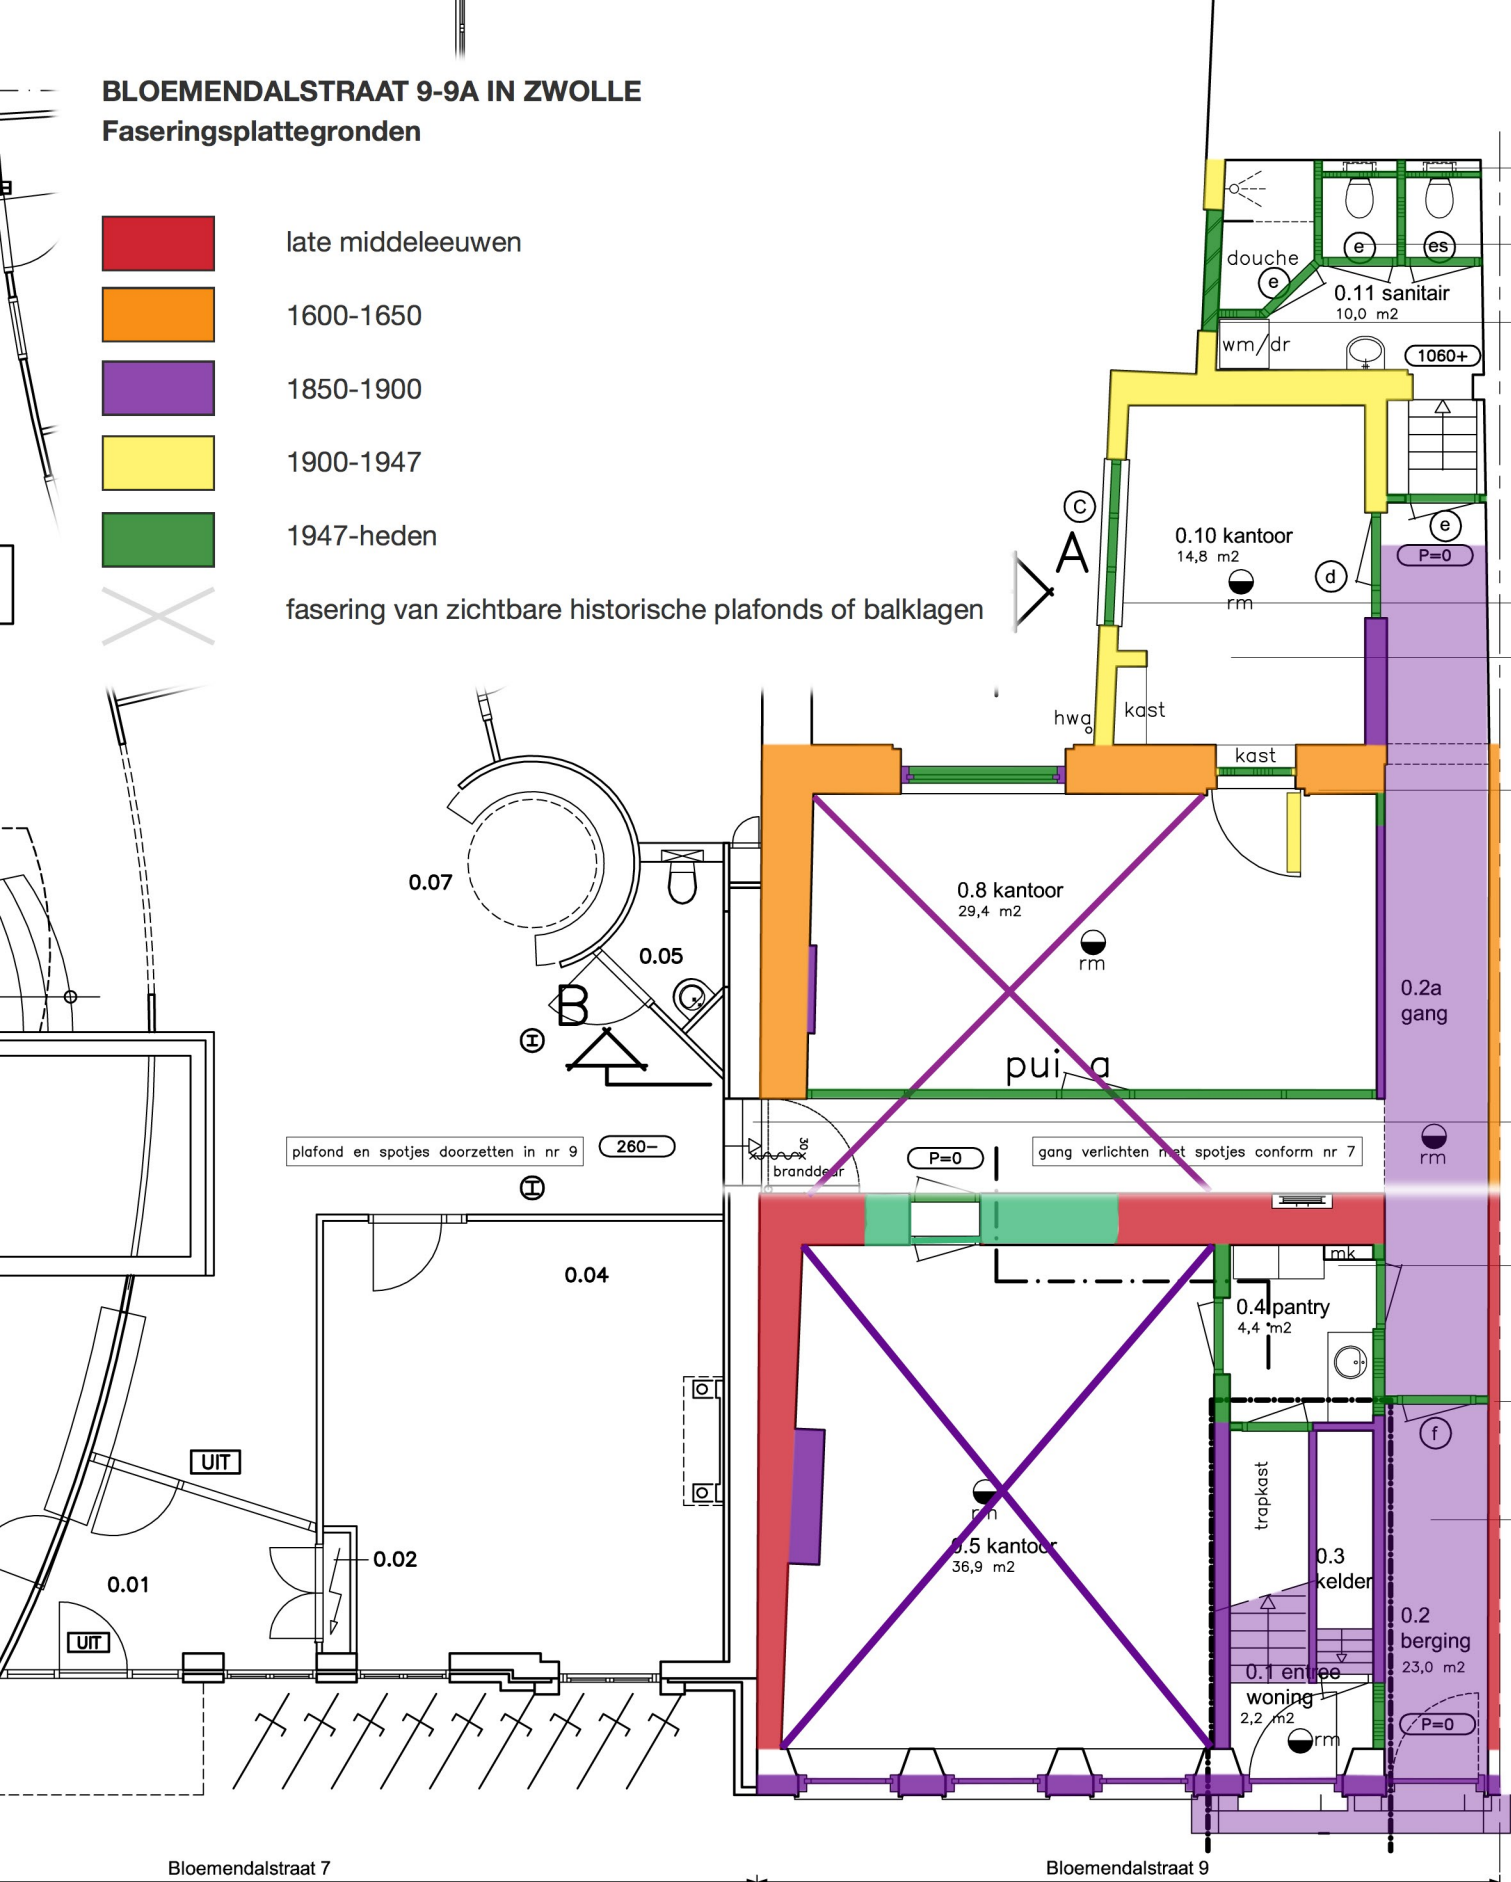 BLOEMENDALSTRAAT 9-9A IN ZWOLLE
Faseringsplattegronden
late middeleeuwen
1600-1650
1850-1900
1900-1947
1947-heden
fasering van zichtbare historische plafonds of balklagen
douche
e
e
es
0.11 sanitair
10,0 m2
wm/dr
1060+
C
A
0.10 kantoor
14,8 m2
rm
d
e
P=0
hwa
kast
kast
0.07
0.05
B
0.8 kantoor
29,4 m2
rm
0.2a
gang
pui a
plafond en spotjes doorzetten in nr 9
260-
30
branddeur
P=0
gang verlichten met spotjes conform nr 7
rm
0.04
mk
0.4 pantry
4,4 m2
f
UIT
trapkast
rm
0.5 kantoor
36,9 m2
0.3
kelder
0.02
0.01
UIT
0.2
berging
23,0 m2
0.1 entree
woning
2,2 m2
rm
P=0
Bloemendalstraat 7
Bloemendalstraat 9